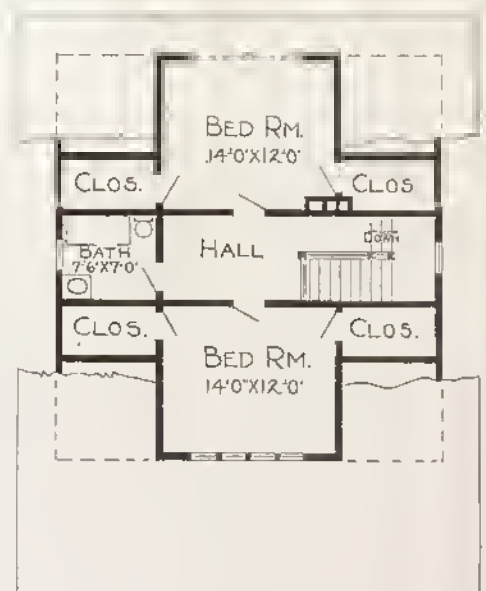 BED RM.
14'0"X12'0"
CLOS.
CLOS.
DOWN
HALL
BATH
7'6"X7'0"
CLOS.
CLOS.
BED RM.
14'0"X12'0"